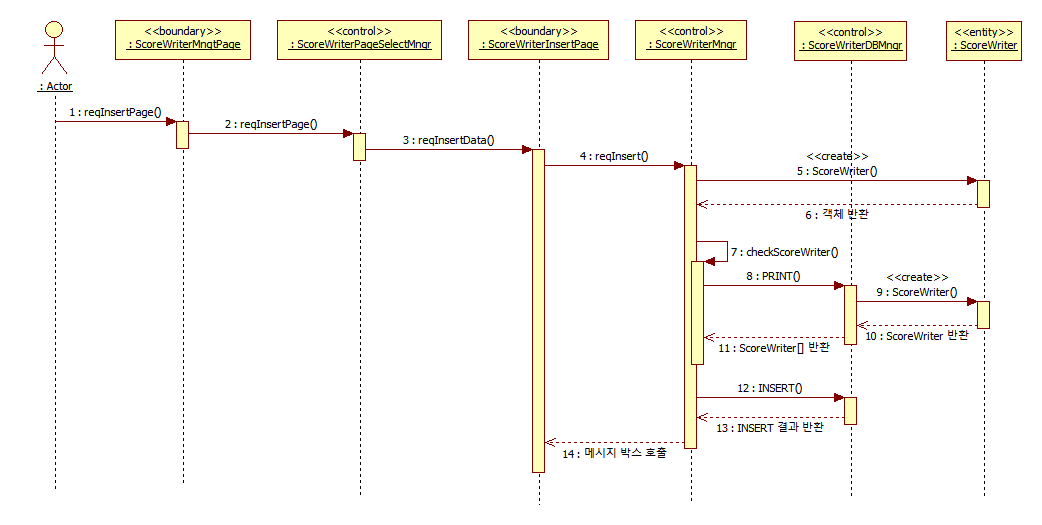 <<boundary>>
: ScoreWriterMngtPage
<<control>>
: ScoreWriterPageSelectMngr
<<boundary>>
: ScoreWriterInsertPage
<<control>>
: ScoreWriterMngr
<<control>>
: ScoreWriterDBMngr
<<entity>>
: ScoreWriter
: Actor
1 : reqInsertPage()
2 : reqInsertPage()
3 : reqInsertData()
4 : reqInsert()
<<create>>
5 : ScoreWriter()
6 : 객체 반환
7 : checkScoreWriter()
8 : PRINT()
<<create>>
9 : ScoreWriter()
10 : ScoreWriter 반환
11 : ScoreWriter[] 반환
12 : INSERT()
13 : INSERT 결과 반환
14 : 메시지 박스 호출